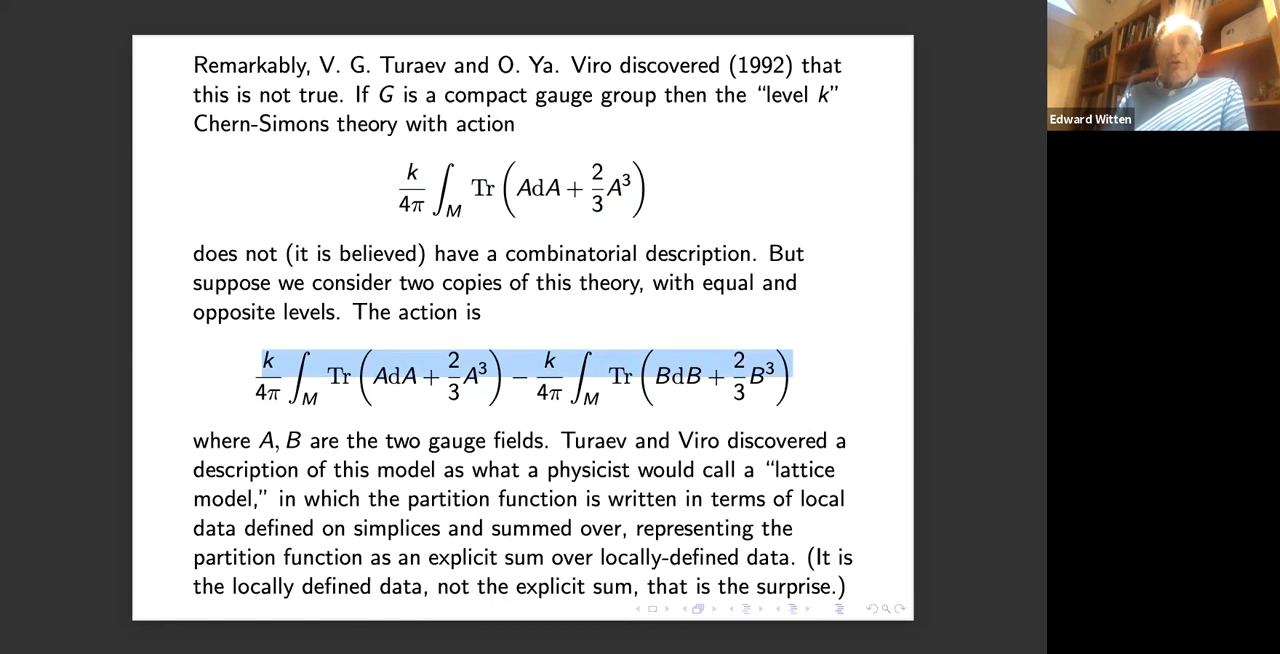 Remarkably, V. G. Turaev and O. Ya. Viro discovered (1992) that
this is not true. If G is a compact gauge group then the “level k”
Chern-Simons theory with action
k/4π ∫_M Tr (AdA + 2/3 A³)
does not (it is believed) have a combinatorial description. But
suppose we consider two copies of this theory, with equal and
opposite levels. The action is
k/4π ∫_M Tr (AdA + 2/3 A³) − k/4π ∫_M Tr (BdB + 2/3 B³)
where A, B are the two gauge fields. Turaev and Viro discovered a
description of this model as what a physicist would call a “lattice
model,” in which the partition function is written in terms of local
data defined on simplices and summed over, representing the
partition function as an explicit sum over locally-defined data. (It is
the locally defined data, not the explicit sum, that is the surprise.)
Edward Witten